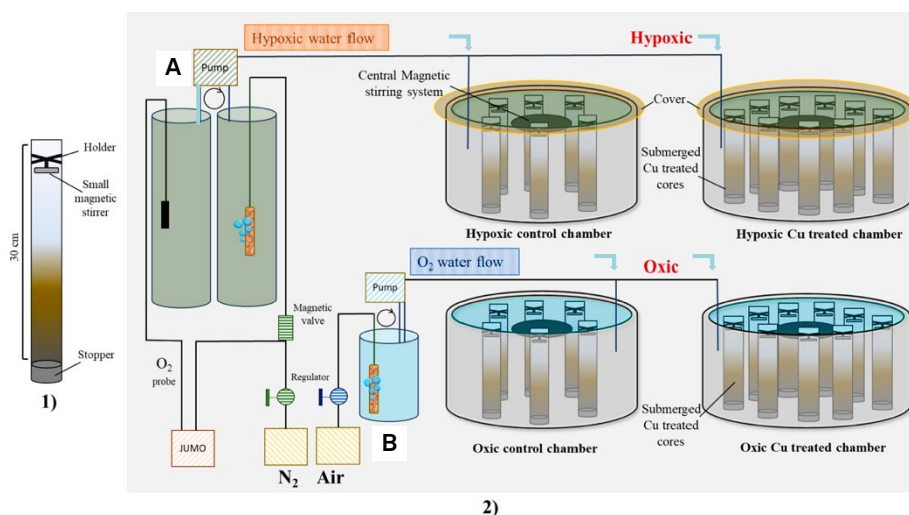 A
Pump
Hypoxic water flow
Hypoxic
Central Magnetic
stirring system
Cover
Holder
Small
magnetic
stirrer
30 cm
Stopper
1)
Submerged
Cu treated
cores
Hypoxic control chamber
Hypoxic Cu treated chamber
O₂ water flow
Oxic
Pump
Magnetic
valve
O₂
probe
Regulator
JUMO
N₂
Air
B
Submerged
Cu treated
cores
Oxic control chamber
Oxic Cu treated chamber
2)